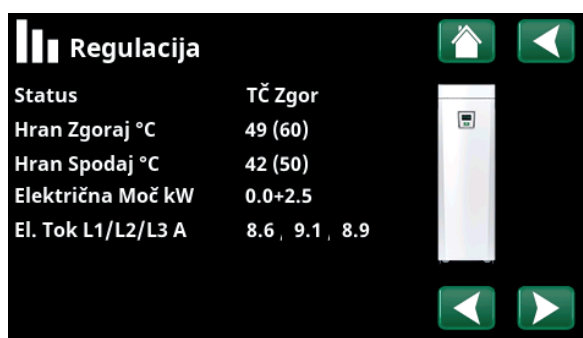 Regulacija
Status TČ Zgor
Hran Zgoraj °C 49 (60)
Hran Spodaj °C 42 (50)
Električna Moč kW 0.0+2.5
El. Tok L1/L2/L3 A 8.6 , 9.1 , 8.9